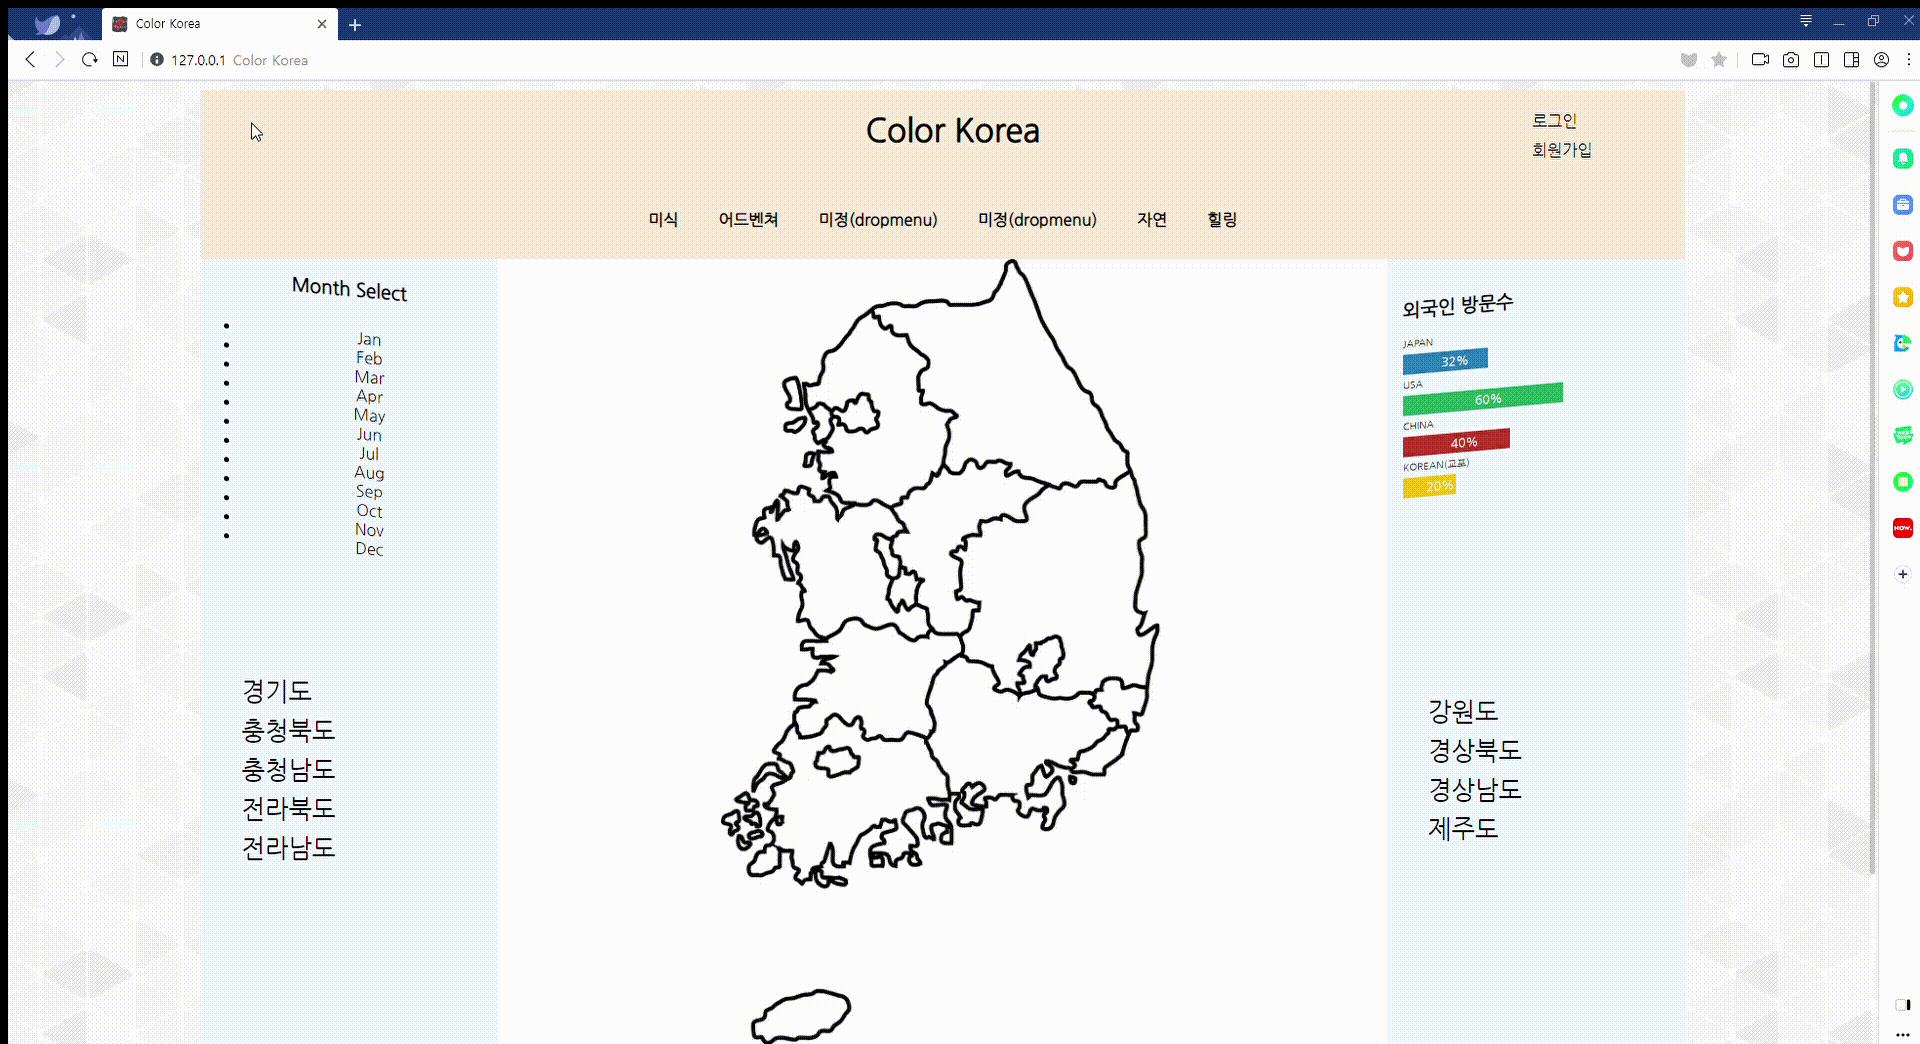 Color Korea
127.0.0.1 Color Korea
Color Korea
로그인
회원가입
미식 어드벤쳐 미정(dropmenu) 미정(dropmenu) 자연 힐링
Month Select
Jan
Feb
Mar
Apr
May
Jun
Jul
Aug
Sep
Oct
Nov
Dec
경기도
충청북도
충청남도
전라북도
전라남도
외국인 방문수
JAPAN
32%
USA
60%
CHINA
40%
KOREAN(교포)
20%
강원도
경상북도
경상남도
제주도
NOW.